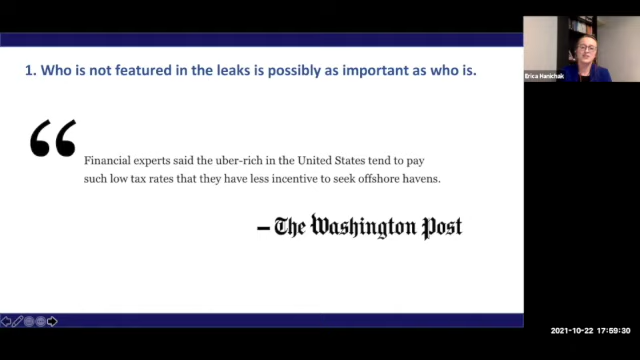 1. Who is not featured in the leaks is possibly as important as who is.
“
Financial experts said the uber-rich in the United States tend to pay
such low tax rates that they have less incentive to seek offshore havens.
– The Washington Post
Erica Hanichak
2021-10-22 17:59:30